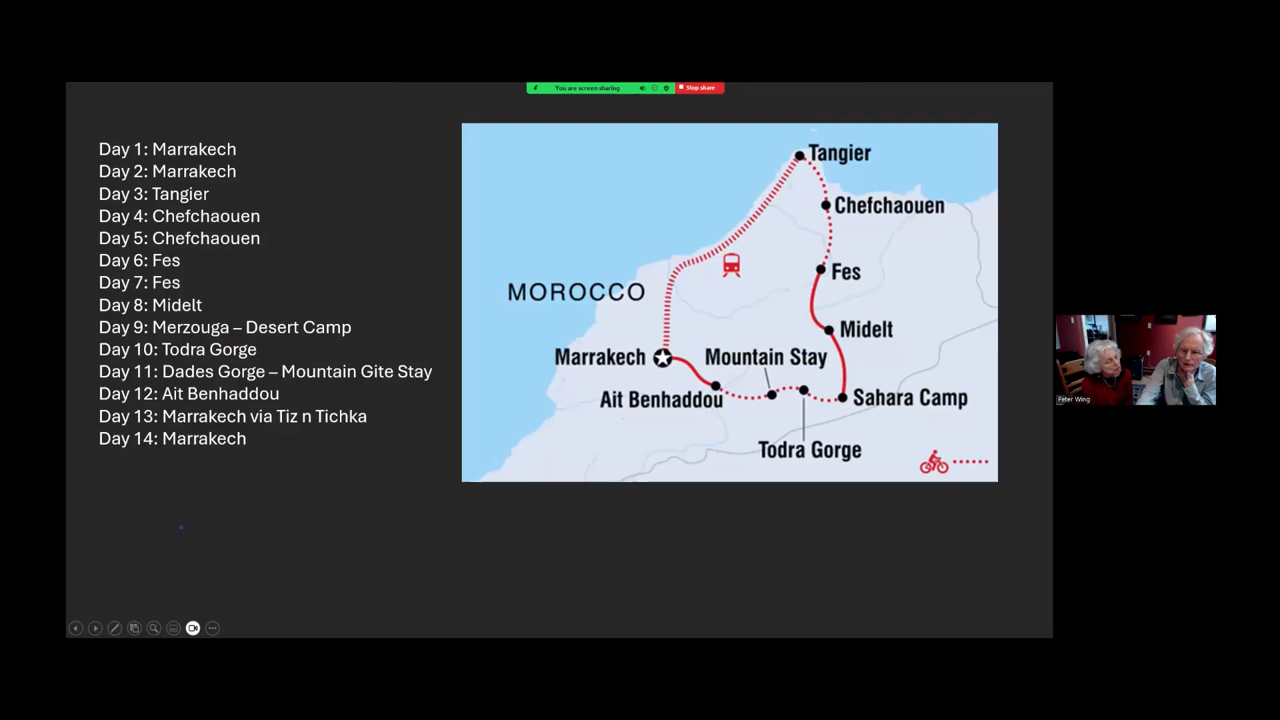 You are screen sharing
Stop share
Day 1: Marrakech
Day 2: Marrakech
Day 3: Tangier
Day 4: Chefchaouen
Day 5: Chefchaouen
Day 6: Fes
Day 7: Fes
Day 8: Midelt
Day 9: Merzouga – Desert Camp
Day 10: Todra Gorge
Day 11: Dades Gorge – Mountain Gite Stay
Day 12: Ait Benhaddou
Day 13: Marrakech via Tiz n Tichka
Day 14: Marrakech
Tangier
Chefchaouen
Fes
MOROCCO
Midelt
Marrakech
Mountain Stay
Ait Benhaddou
Sahara Camp
Todra Gorge
Peter Wing